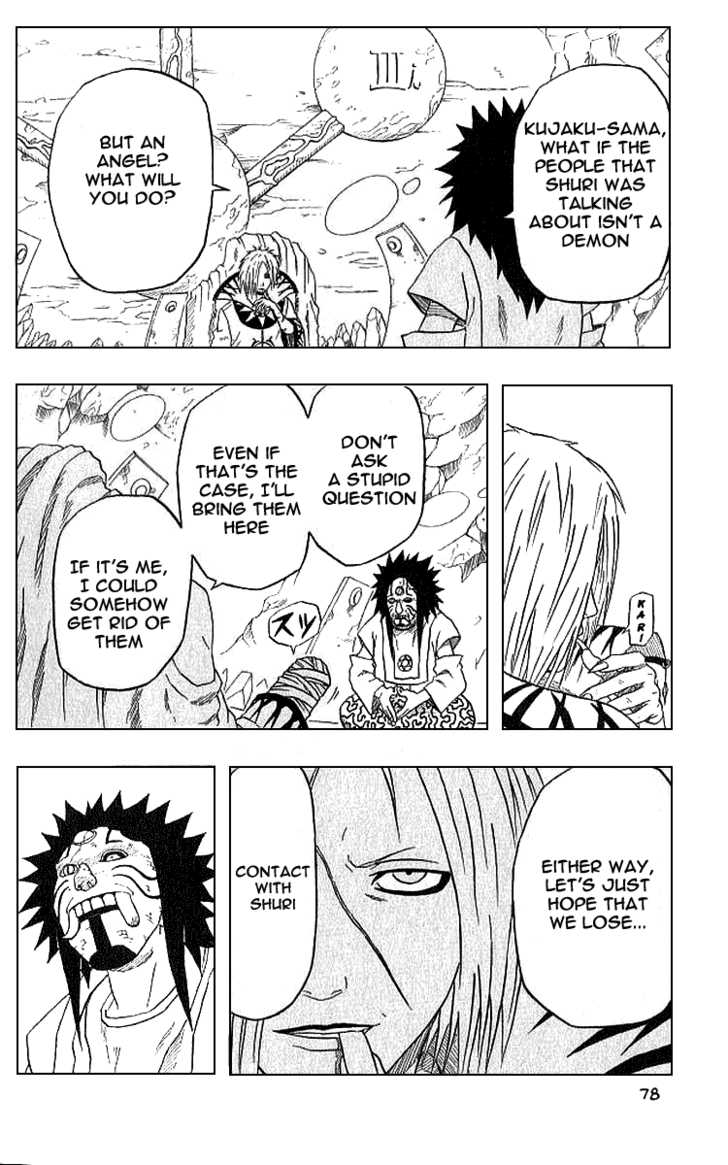 KUJAKU-SAMA,
WHAT IF THE
PEOPLE THAT
SHURI WAS
TALKING
ABOUT ISN'T A
DEMON
BUT AN
ANGEL?
WHAT WILL
YOU DO?
KARI
DON'T
ASK
A STUPID
QUESTION
EVEN IF
THAT'S THE
CASE, I'LL
BRING THEM
HERE
IF IT'S ME,
I COULD
SOMEHOW
GET RID OF
THEM
スッ
EITHER WAY,
LET'S JUST
HOPE THAT
WE LOSE...
CONTACT
WITH
SHURI
78